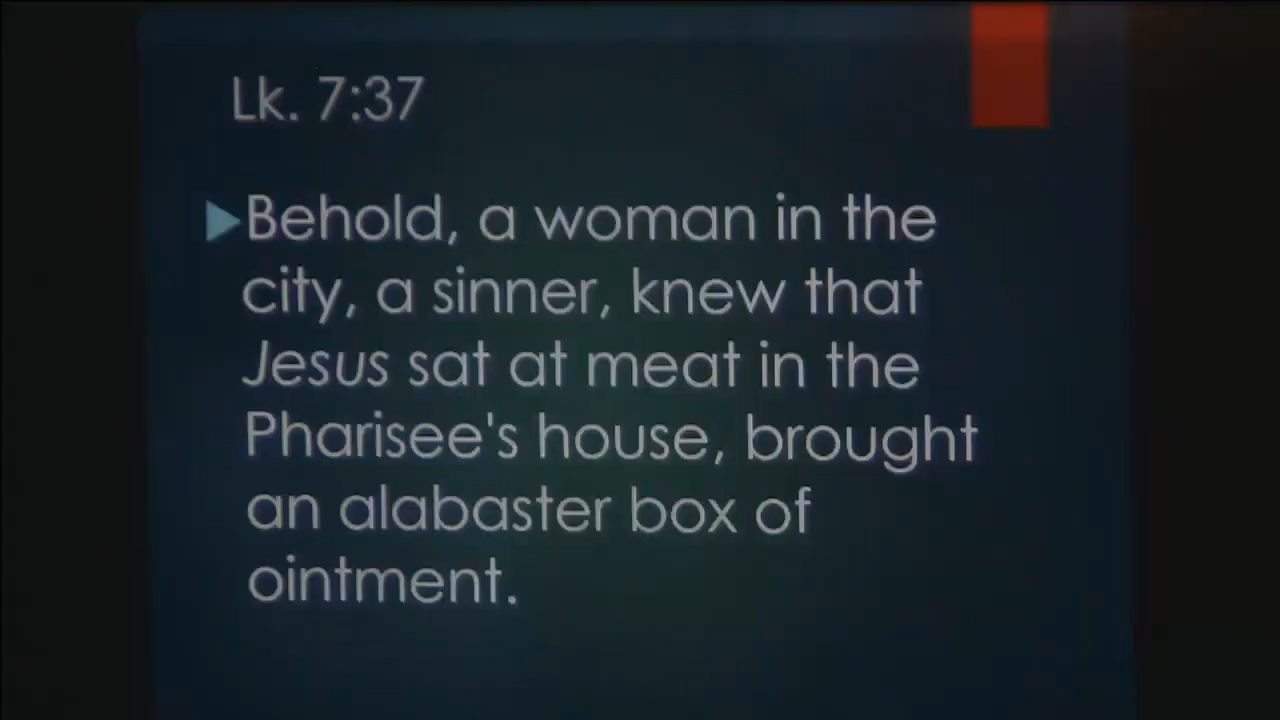 Lk. 7:37
Behold, a woman in the
city, a sinner, knew that
Jesus sat at meat in the
Pharisee's house, brought
an alabaster box of
ointment.